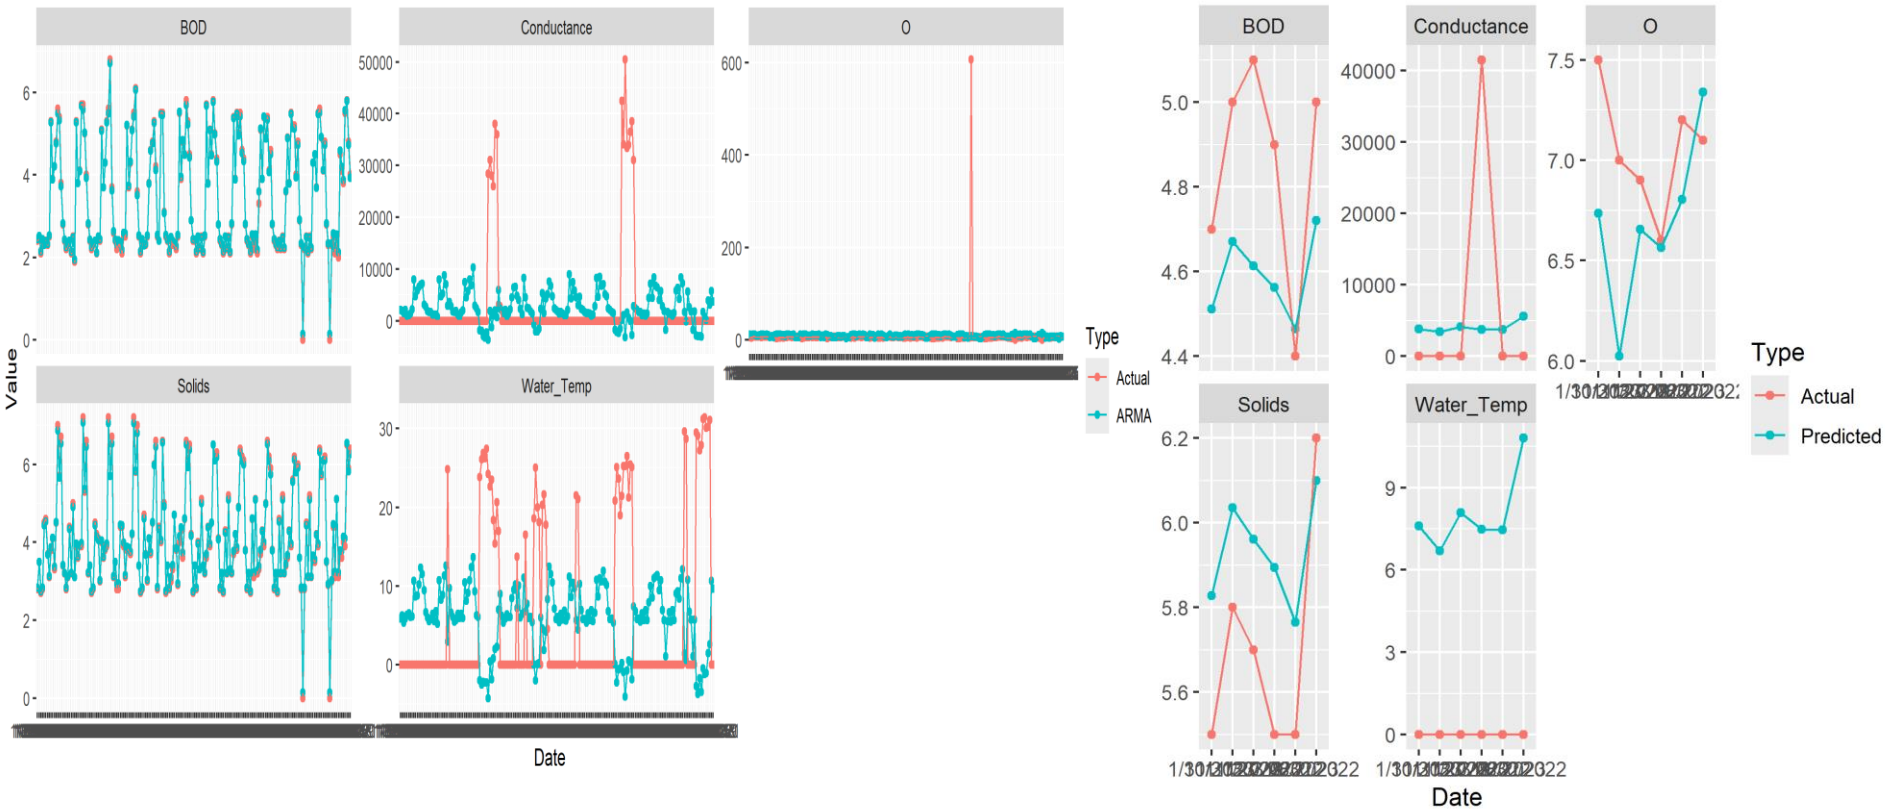 BOD
Conductance
O
6
4
2
0
50000
40000
30000
20000
10000
0
600
400
200
0
Value
Solids
Water_Temp
6
4
2
0
30
20
10
0
Date
Type
Actual
ARMA
BOD
Conductance
O
5.0
4.8
4.6
4.4
40000
30000
20000
10000
0
7.5
7.0
6.5
6.0
Solids
Water_Temp
6.2
6.0
5.8
5.6
9
6
3
0
Date
Type
Actual
Predicted